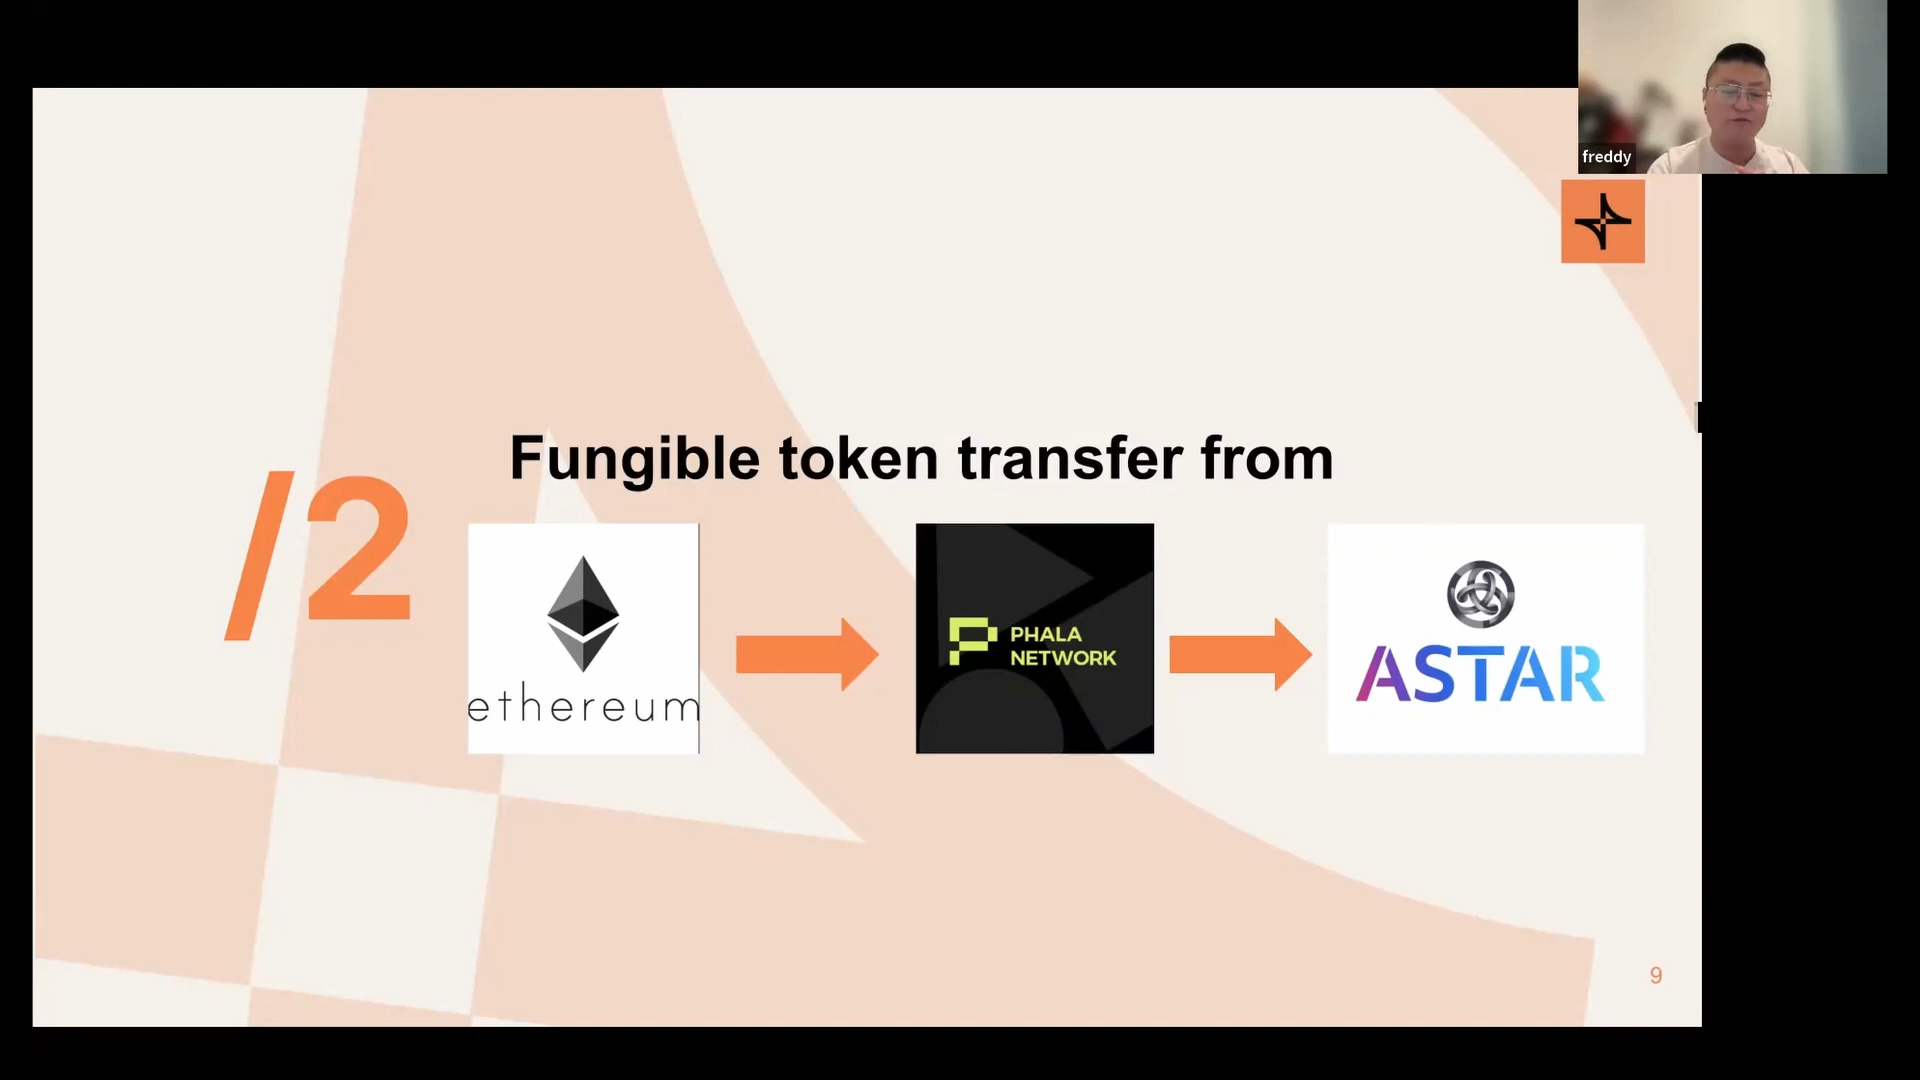 freddy
Fungible token transfer from
/2
ethereum
PHALA
NETWORK
ASTAR
9